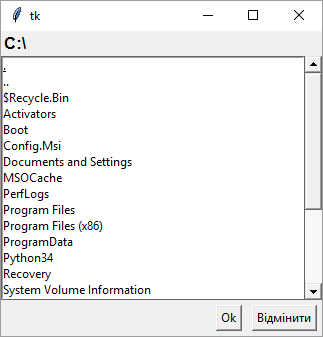 tk
C:\
.
..
$Recycle.Bin
Activators
Boot
Config.Msi
Documents and Settings
MSOCache
PerfLogs
Program Files
Program Files (x86)
ProgramData
Python34
Recovery
System Volume Information
Ok Відмінити